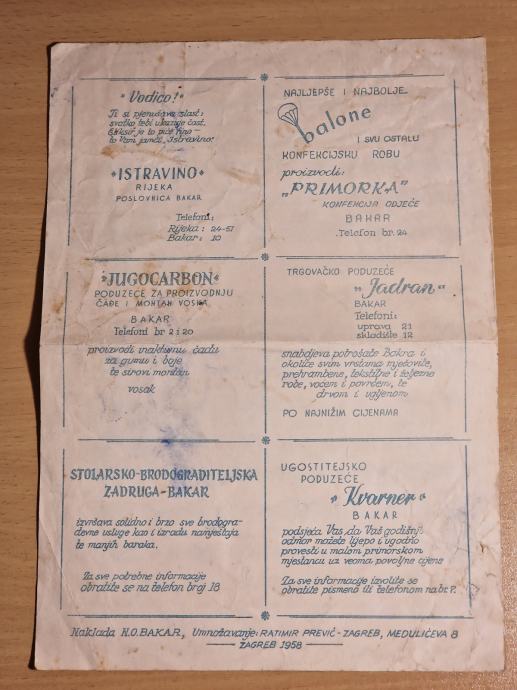 "Vodico!"
Ti si pjenušava slast:
svatko tebi ukazuje čast,
Eliksir je to piće fino —
to Vam jamči „Istravino!
"ISTRAVINO"
RIJEKA
POSLOVNICA BAKAR
Telefoni:
Rijeka: 24-51
Bakar: 10
NAJLJEPŠE I NAJBOLJE
balone
I SVU OSTALU
KONFEKCIJSKU ROBU
proizvodi:
„PRIMORKA"
KONFEKCIJA ODJEĆE
BAKAR
Telefon br. 24
"JUGOCARBON"
PODUZEĆE ZA PROIZVODNJU
ČAĐE I MONTAN VOSKA
BAKAR
Telefoni br 2 i 20
proizvodi inaktivnu čađu
za gumu i boje
te sirovi montan
vosak
TRGOVAČKO PODUZEĆE
"Jadran"
BAKAR
Telefoni:
uprava 21
skladište 12
snabdjeva potrošače Bakra i
okolice svim vrstama mješovite,
prehrambene, tekstilne i željezne
robe, voćem i povrćem, te
drvom i ugljenom
PO NAJNIŽIM CIJENAMA
STOLARSKO-BRODOGRADITELJSKA
ZADRUGA-BAKAR
izvršava solidno i brzo sve brodogra-
đevne usluge kao i izradu namještaja
te manjih baraka.
Za sve potrebne informacije
obratite se na telefon broj 18
UGOSTITEJSKO
PODUZEĆE
"Kvarner"
BAKAR
podsjeća Vas da Vaš godišnji
odmor možete lijepo i ugodno
provesti u malom primorskom
mjestancu uz veoma povoljne cijene
Za sve informacije izvolite se
obratiti pismeno ili telefonom na br.
Naklada N.O. BAKAR, Umnožavanje: RATIMIR PREVIĆ - ZAGREB, MEDULIĆEVA 8
ZAGREB 1958